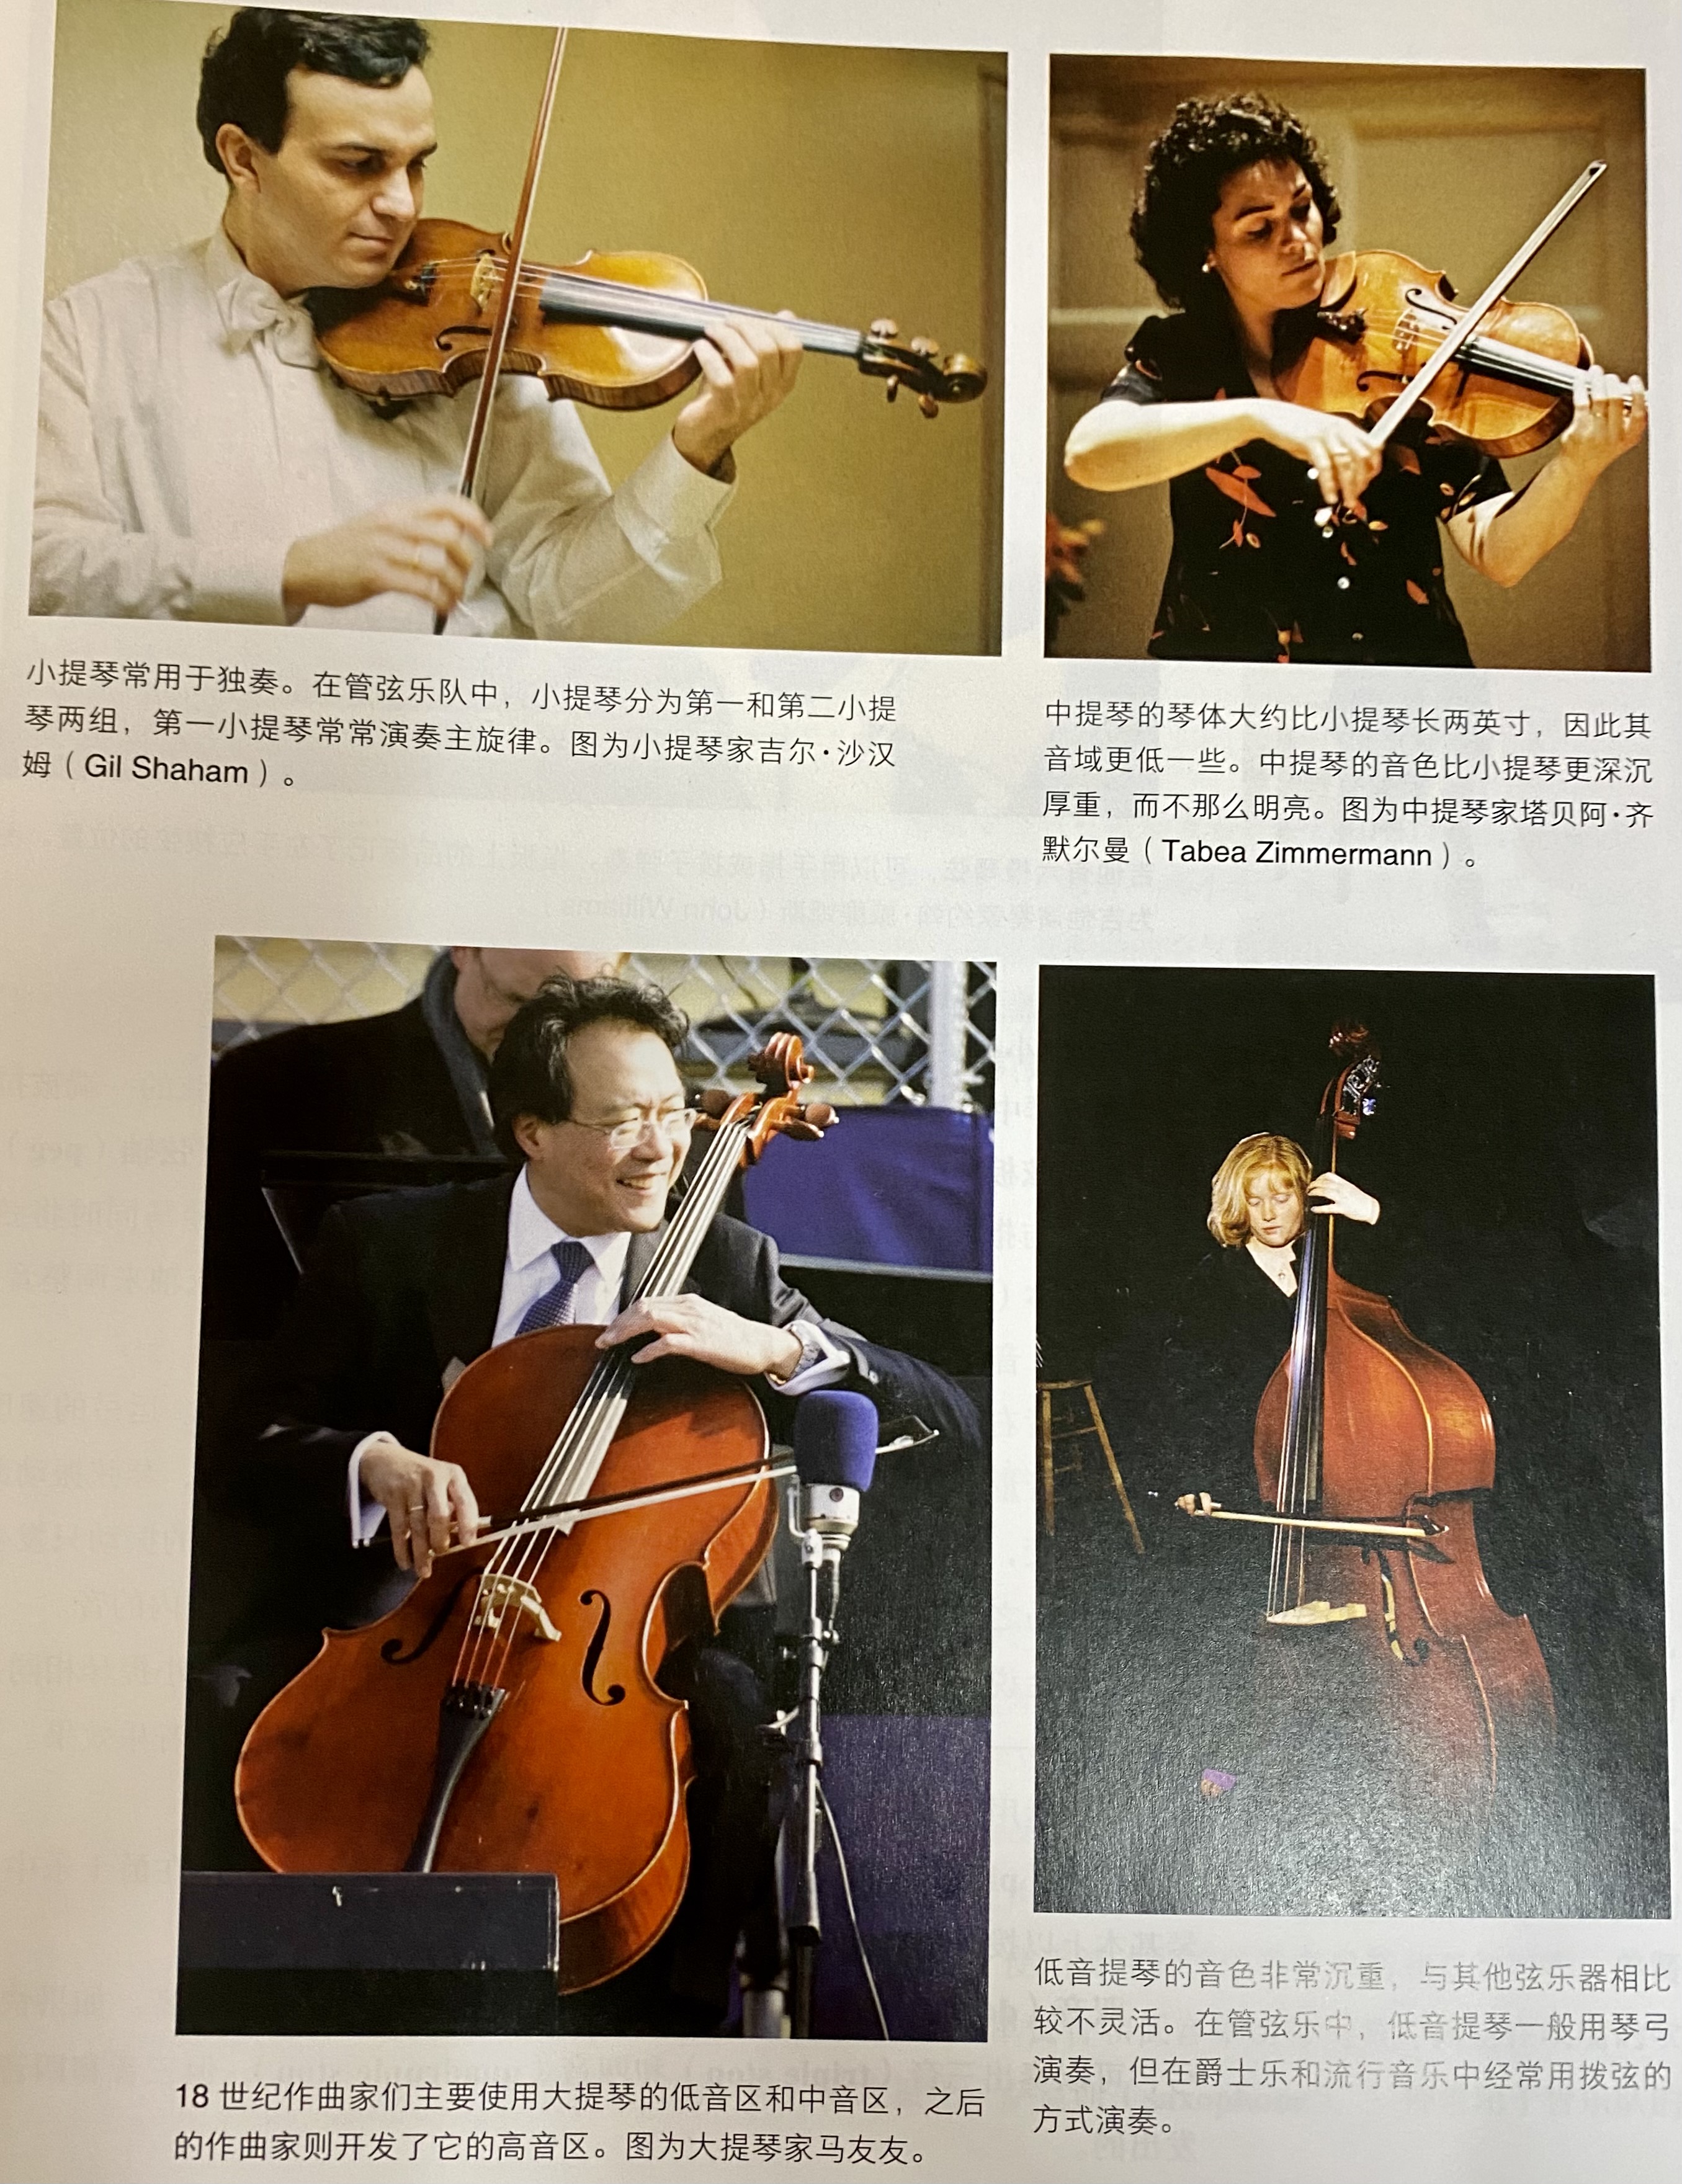 小提琴常用于独奏。在管弦乐队中，小提琴分为第一和第二小提
琴两组，第一小提琴常常演奏主旋律。图为小提琴家吉尔·沙汉
姆（Gil Shaham）。
中提琴的琴体大约比小提琴长两英寸，因此其
音域更低一些。中提琴的音色比小提琴更深沉
厚重，而不那么明亮。图为中提琴家塔贝阿·齐
默尔曼（Tabea Zimmermann）。
18 世纪作曲家们主要使用大提琴的低音区和中音区，之后
的作曲家则开发了它的高音区。图为大提琴家马友友。
低音提琴的音色非常沉重，与其他弦乐器相比
较不灵活。在管弦乐中，低音提琴一般用琴弓
演奏，但在爵士乐和流行音乐中经常用拨弦的
方式演奏。